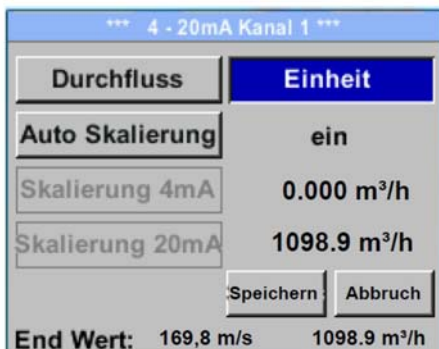 *** 4 - 20mA Kanal 1 ***
Durchfluss Einheit
Auto Skalierung ein
Skalierung 4mA 0.000 m³/h
Skalierung 20mA 1098.9 m³/h
Speichern Abbruch
End Wert: 169,8 m/s 1098.9 m³/h